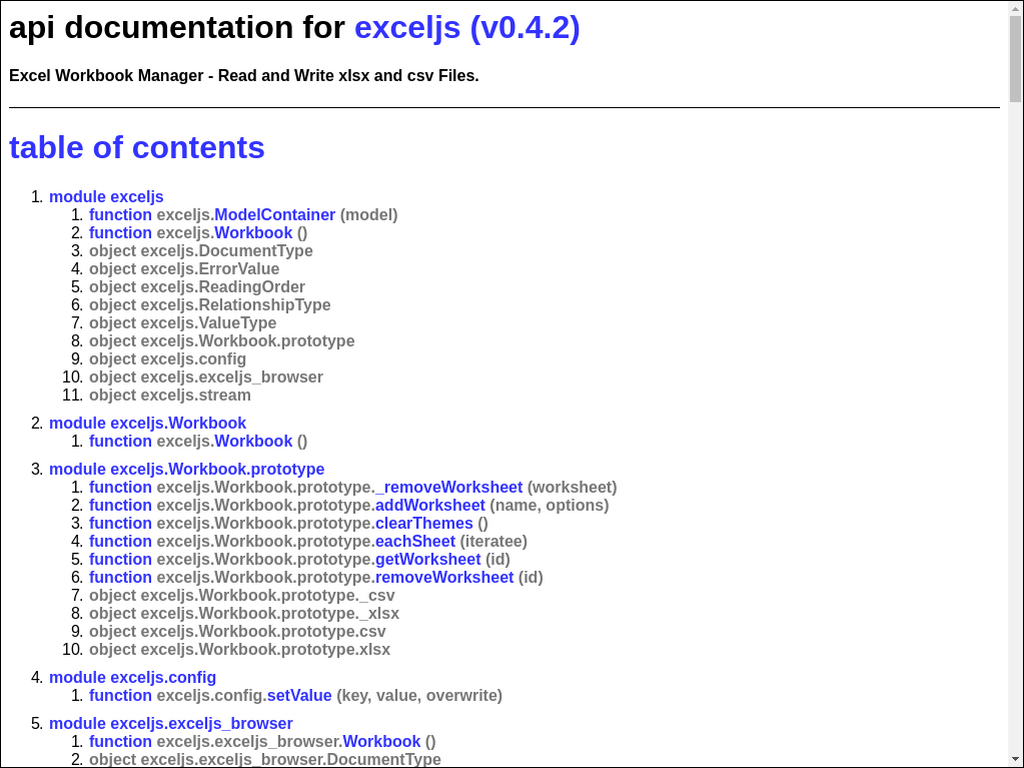 api documentation for exceljs (v0.4.2)
Excel Workbook Manager - Read and Write xlsx and csv Files.
table of contents
1. module exceljs
1. function exceljs.ModelContainer (model)
2. function exceljs.Workbook ()
3. object exceljs.DocumentType
4. object exceljs.ErrorValue
5. object exceljs.ReadingOrder
6. object exceljs.RelationshipType
7. object exceljs.ValueType
8. object exceljs.Workbook.prototype
9. object exceljs.config
10. object exceljs.exceljs_browser
11. object exceljs.stream
2. module exceljs.Workbook
1. function exceljs.Workbook ()
3. module exceljs.Workbook.prototype
1. function exceljs.Workbook.prototype._removeWorksheet (worksheet)
2. function exceljs.Workbook.prototype.addWorksheet (name, options)
3. function exceljs.Workbook.prototype.clearThemes ()
4. function exceljs.Workbook.prototype.eachSheet (iteratee)
5. function exceljs.Workbook.prototype.getWorksheet (id)
6. function exceljs.Workbook.prototype.removeWorksheet (id)
7. object exceljs.Workbook.prototype._csv
8. object exceljs.Workbook.prototype._xlsx
9. object exceljs.Workbook.prototype.csv
10. object exceljs.Workbook.prototype.xlsx
4. module exceljs.config
1. function exceljs.config.setValue (key, value, overwrite)
5. module exceljs.exceljs_browser
1. function exceljs.exceljs_browser.Workbook ()
2. object exceljs.exceljs_browser.DocumentType